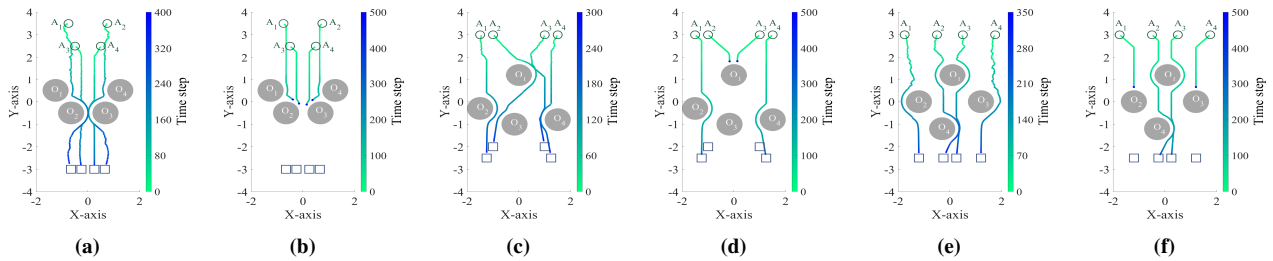 4
3
2
1
0
-1
-2
-3
-4
Y-axis
A₁ A₂
A₃ A₄
O₁ O₄
O₂ O₃
-2 0 2
X-axis
400
320
240
160
80
0
Time step
(a)
4
3
2
1
0
-1
-2
-3
-4
Y-axis
A₁ A₂
A₃ A₄
O₁ O₄
O₂ O₃
-2 0 2
X-axis
500
400
300
200
100
0
Time step
(b)
4
3
2
1
0
-1
-2
-3
-4
Y-axis
A₁ A₂ A₃ A₄
O₁
O₂ O₄
O₃
-2 0 2
X-axis
300
240
180
120
60
0
Time step
(c)
4
3
2
1
0
-1
-2
-3
-4
Y-axis
A₁ A₂ A₃ A₄
O₁
O₂ O₄
O₃
-2 0 2
X-axis
500
400
300
200
100
0
Time step
(d)
4
3
2
1
0
-1
-2
-3
-4
Y-axis
A₁ A₂ A₃ A₄
O₁
O₂ O₃
O₄
-2 0 2
X-axis
350
280
210
140
70
0
Time step
(e)
4
3
2
1
0
-1
-2
-3
-4
Y-axis
A₁ A₂ A₃ A₄
O₁
O₂ O₃
O₄
-2 0 2
X-axis
500
400
300
200
100
0
Time step
(f)